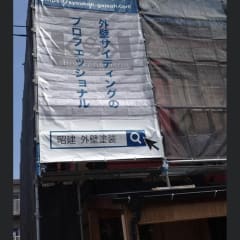 外壁サイディングの
プロフェッショナル
昭建 外壁塗装